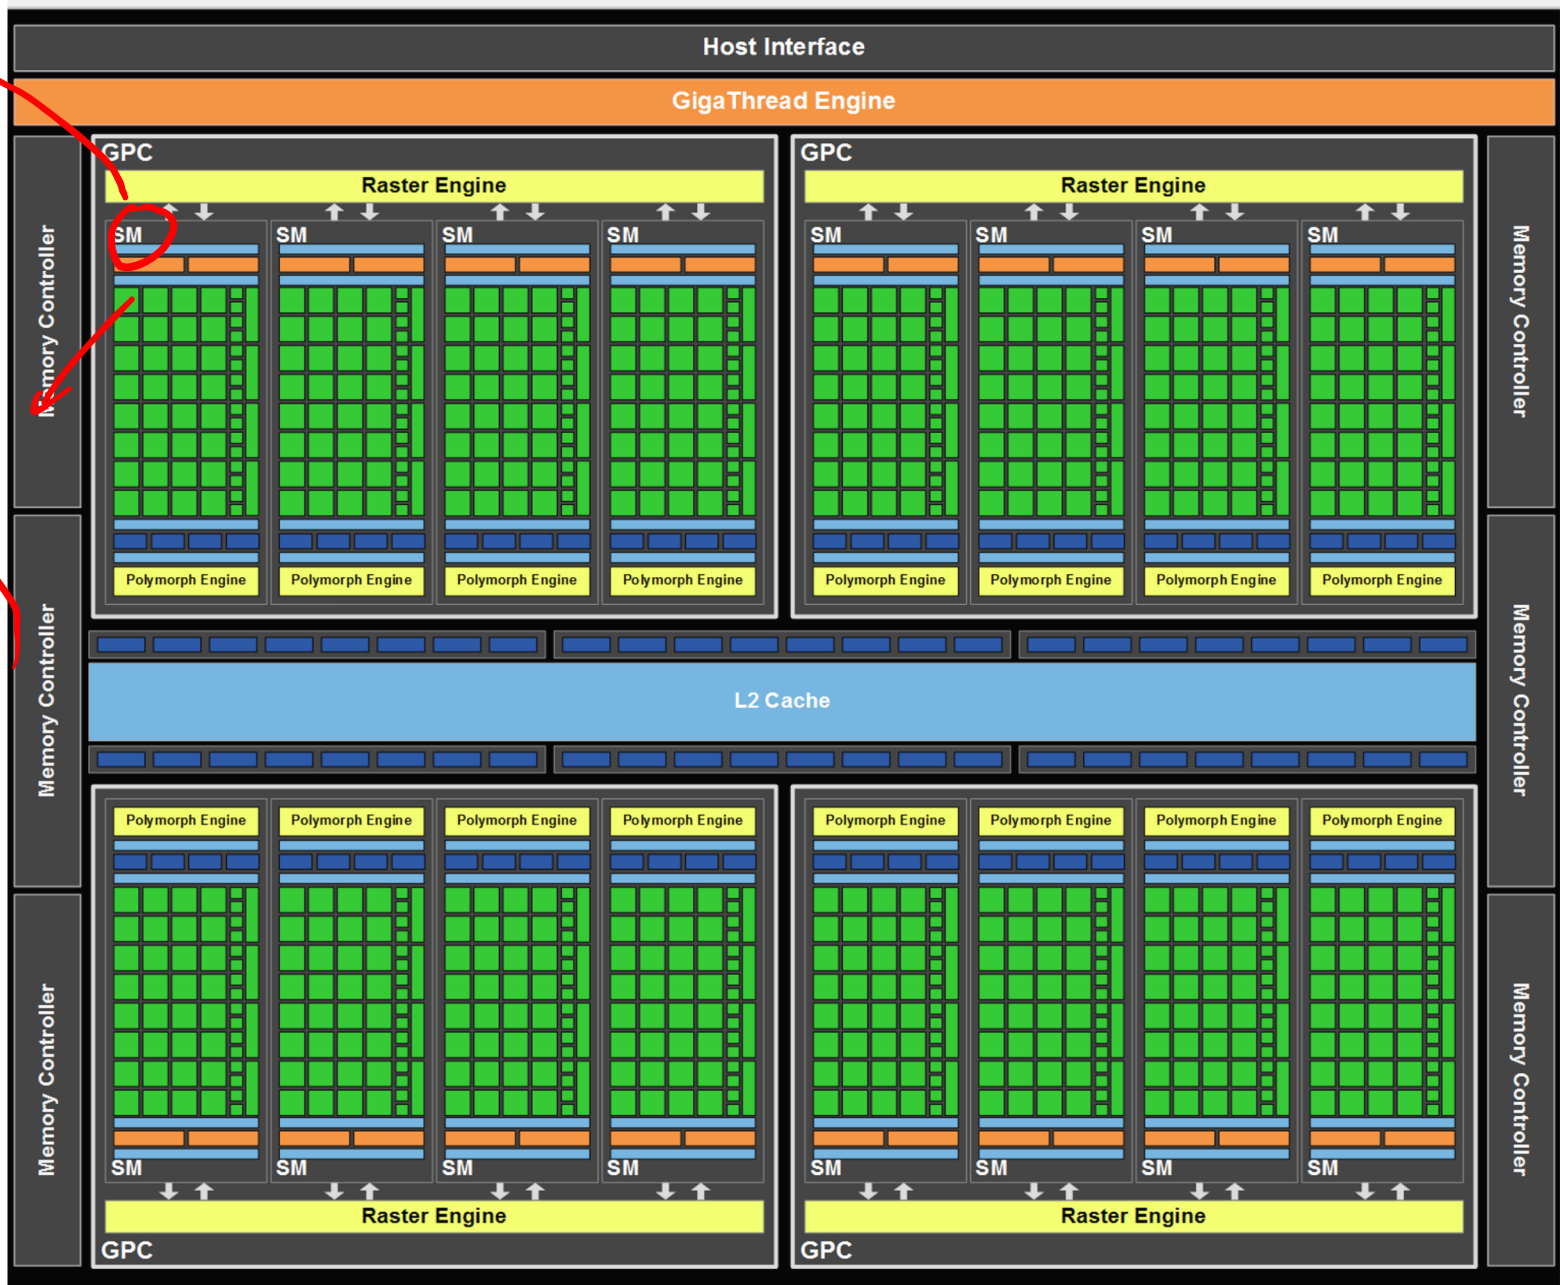 Host Interface
GigaThread Engine
GPC
Raster Engine
SM SM SM SM
Polymorph Engine Polymorph Engine Polymorph Engine Polymorph Engine
GPC
Raster Engine
SM SM SM SM
Polymorph Engine Polymorph Engine Polymorph Engine Polymorph Engine
Memory Controller
Memory Controller
Memory Controller
Memory Controller
Memory Controller
Memory Controller
L2 Cache
Polymorph Engine Polymorph Engine Polymorph Engine Polymorph Engine
SM SM SM SM
Raster Engine
GPC
Polymorph Engine Polymorph Engine Polymorph Engine Polymorph Engine
SM SM SM SM
Raster Engine
GPC